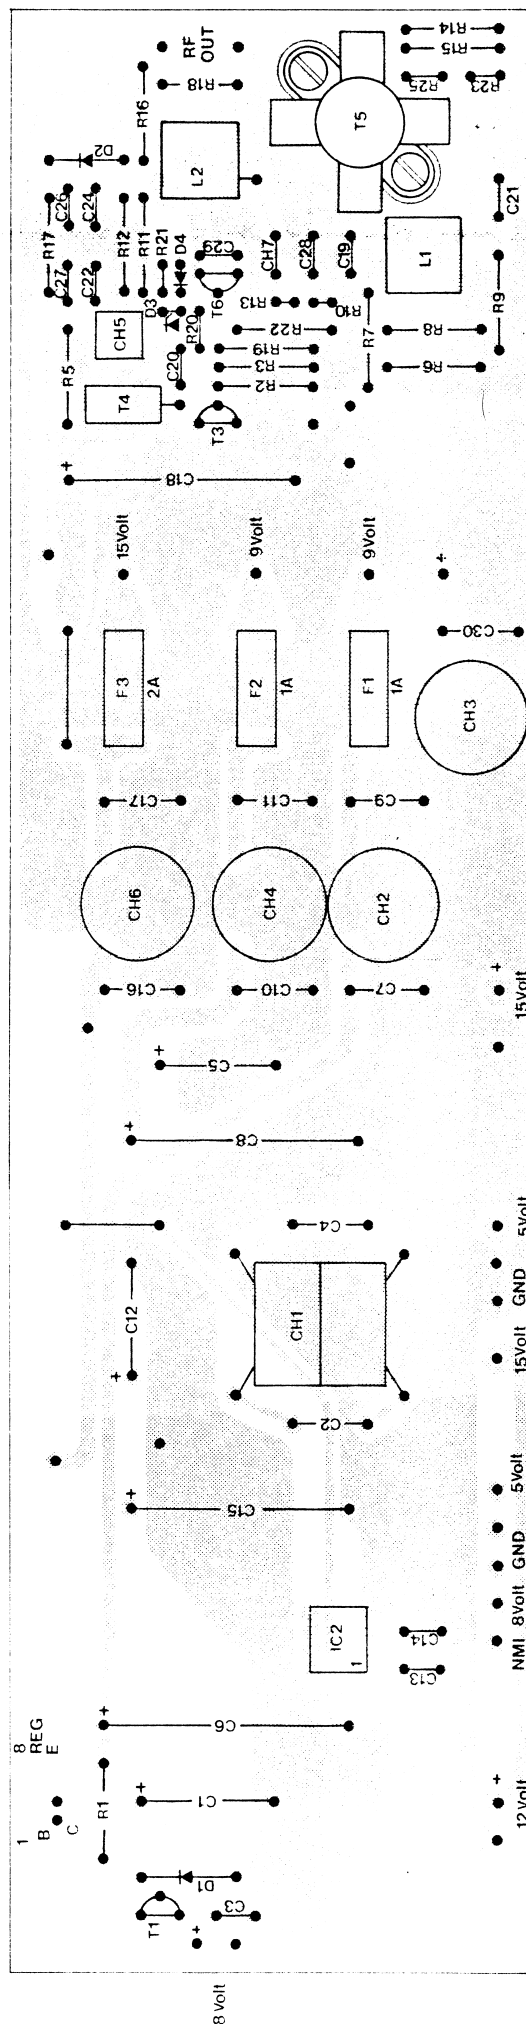 R14
R15
RF
OUT
R18
R25
R23
R16
T5
D2
L2
C26
C24
C21
R17
R12
R11
R21
D4
C29
CH7
C28
C19
L1
C27
C22
D3
T6
R13
R10
R9
CH5
R20
R22
R7
R8
R5
R19
C20
R3
R6
T4
R2
T3
+
C18
15Volt
9Volt
9Volt
+
C30
F3
2A
F2
1A
F1
1A
CH3
C17
C11
C9
CH6
CH4
CH2
C16
C10
C7
+
15Volt
+
C5
+
C8
C4
5Volt
C12
CH1
GND
+
15Volt
C2
5Volt
+
C15
GND
8Volt
IC2
1
C14
NMI
C13
+
C6
8
REG
E
1
B
C
R1
+
C1
+
12Volt
D1
T1
C3
+
8Volt